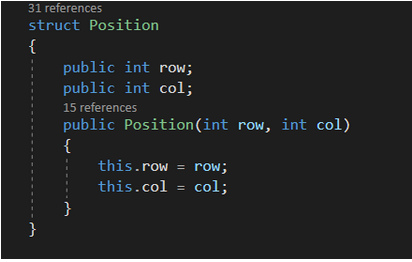 31 references
struct Position
{
    public int row;
    public int col;
    15 references
    public Position(int row, int col)
    {
        this.row = row;
        this.col = col;
    }
}